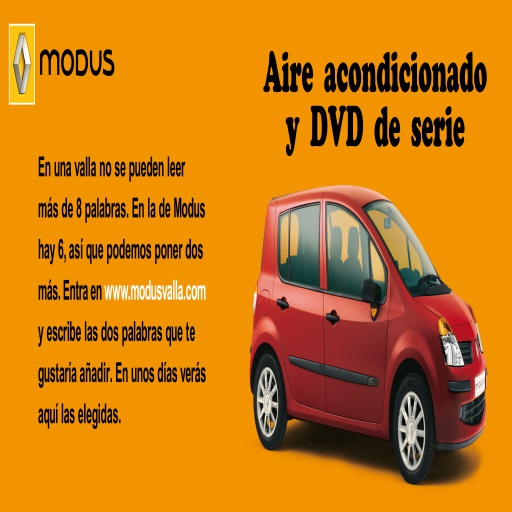 MODUS
Aire acondicionado
y DVD de serie
En una valla no se pueden leer
más de 8 palabras. En la de Modus
hay 6, así que podemos poner dos
más. Entra en www.modusvalla.com
y escribe las dos palabras que te
gustaría añadir. En unos días verás
aquí las elegidas.
MODUS